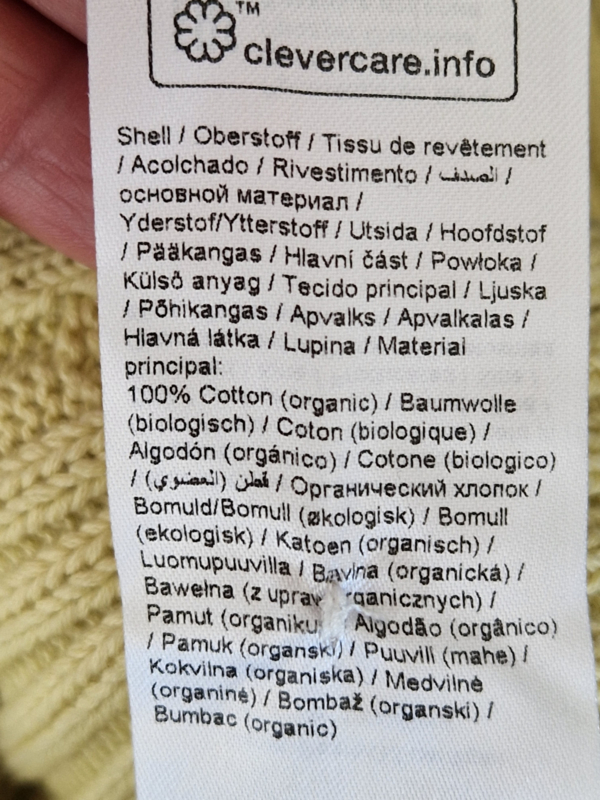 TM
clevercare.info
Shell / Oberstoff / Tissu de revêtement
/ Acolchado / Rivestimento / الصدف /
основной материал /
Yderstof/Ytterstoff / Utsida / Hoofdstof
/ Pääkangas / Hlavní část / Powłoka /
Külső anyag / Tecido principal / Ljuska
/ Põhikangas / Apvalks / Apvalkalas /
Hlavná látka / Lupina / Material
principal:
100% Cotton (organic) / Baumwolle
(biologisch) / Coton (biologique) /
Algodón (orgánico) / Cotone (biologico)
/ قطن (العضوي) / Органический хлопок /
Bomuld/Bomull (økologisk) / Bomull
(ekologisk) / Katoen (organisch) /
Luomupuuvilla / Bavlna (organická) /
Bawełna (z /
Pamut Algodão (orgânico)
/ Pamuk (organski) / Puuvill (mahe) /
Kokvilna (organiska) / Medvilnė
(organinė) / Bombaž (organski) /
Bumbac (organic)